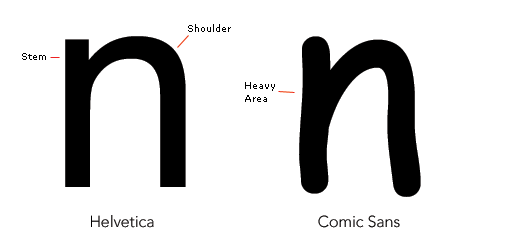 Shoulder
Stem
n
n
Heavy
Area
Helvetica
Comic Sans